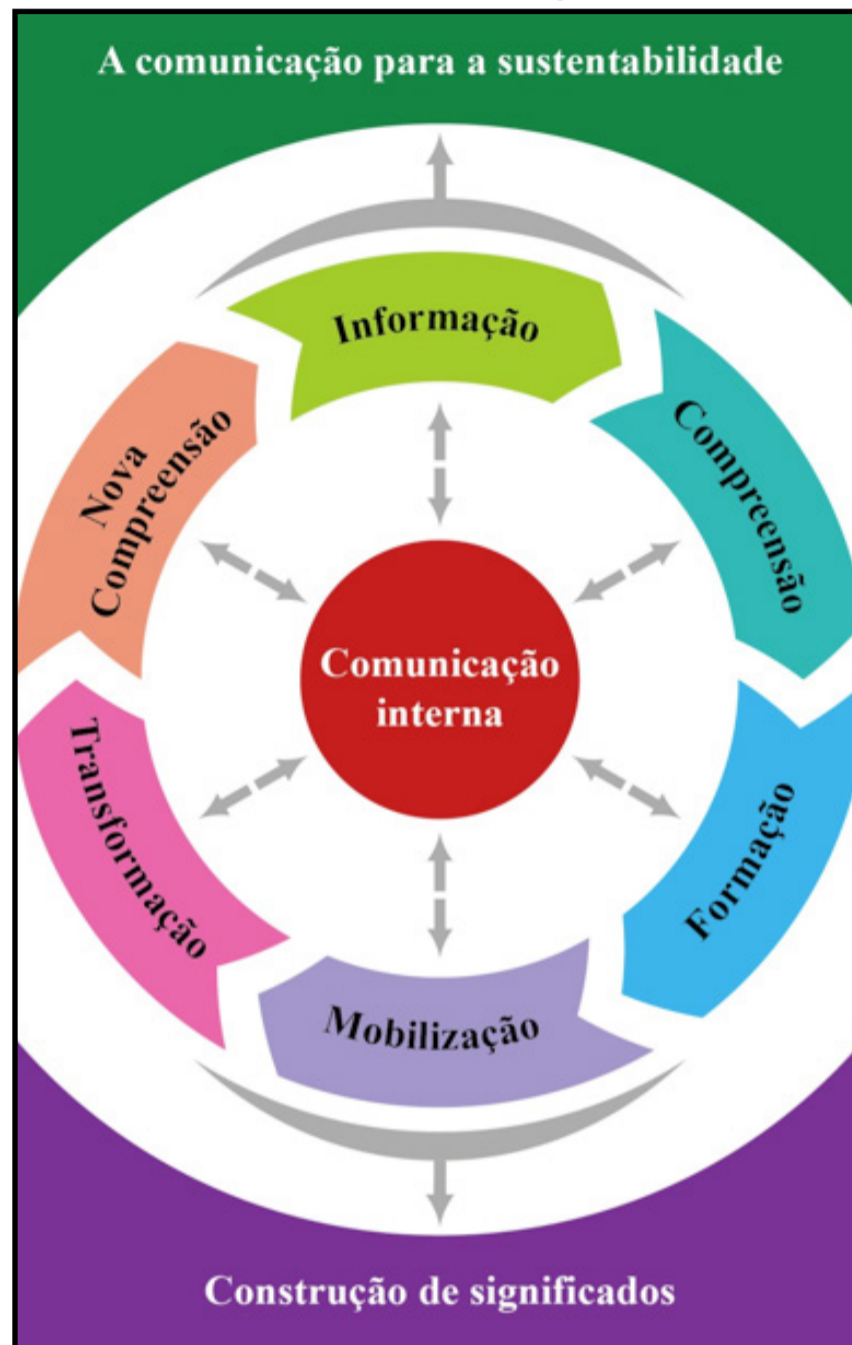 A comunicação para a sustentabilidade
Informação
Compreensão
Formação
Mobilização
Transformação
Nova
Compreensão
Comunicação
interna
Construção de significados